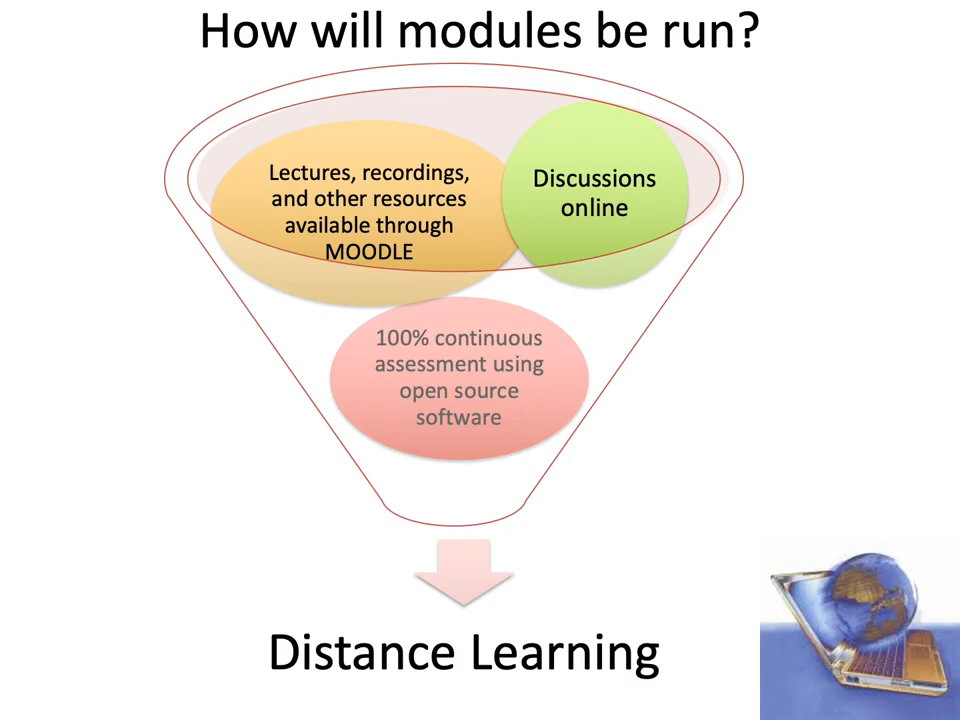 How will modules be run?
Lectures, recordings,
and other resources
available through
MOODLE
Discussions
online
100% continuous
assessment using
open source
software
Distance Learning